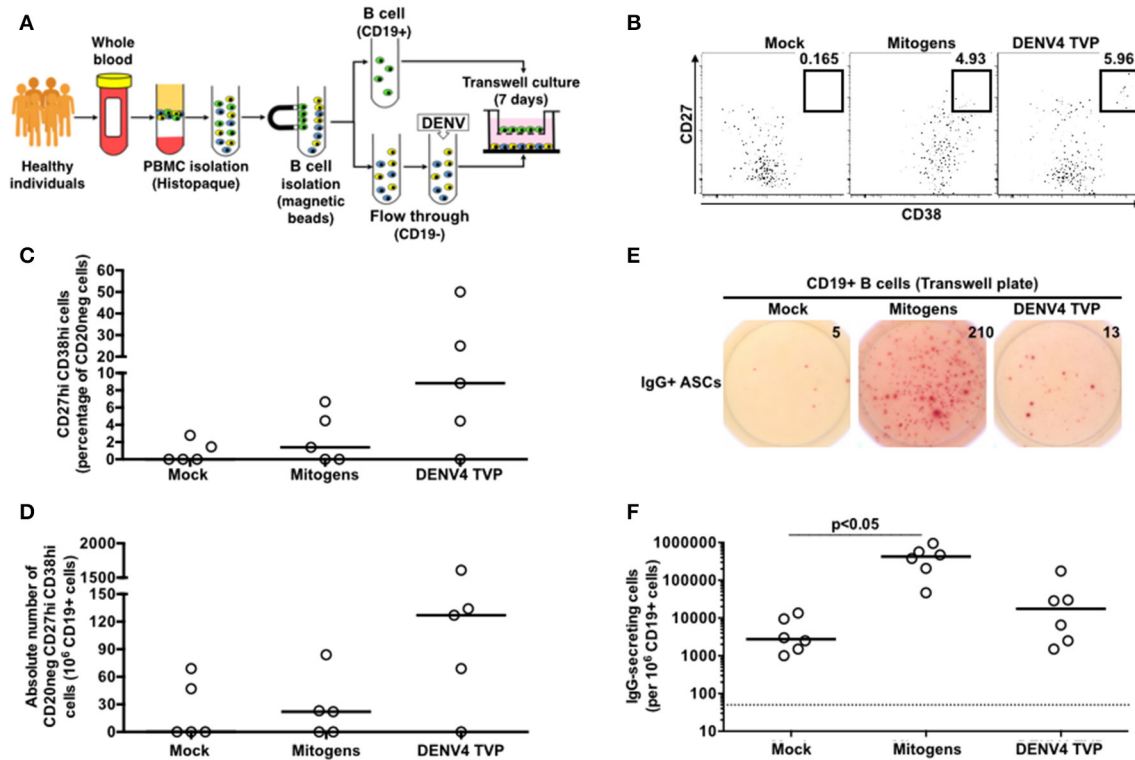 A
Healthy
individuals
Whole
blood
PBMC isolation
(Histopaque)
B cell
isolation
(magnetic
beads)
B cell
(CD19+)
DENV
Flow through
(CD19-)
Transwell culture
(7 days)
B
Mock
Mitogens
DENV4 TVP
0.165
4.93
5.96
CD27
CD38
C
CD27hi CD38hi cells
(percentage of CD20neg cells)
60
50
40
30
20
10
8
6
4
2
0
Mock
Mitogens
DENV4 TVP
D
Absolute number of
CD20neg CD27hi CD38hi
cells (10^6 CD19+ cells)
2000
1500
120
90
60
30
0
Mock
Mitogens
DENV4 TVP
E
CD19+ B cells (Transwell plate)
Mock
Mitogens
DENV4 TVP
IgG+ ASCs
5
210
13
F
p<0.05
IgG-secreting cells
(per 10^6 CD19+ cells)
1000000
100000
10000
1000
100
10
Mock
Mitogens
DENV4 TVP